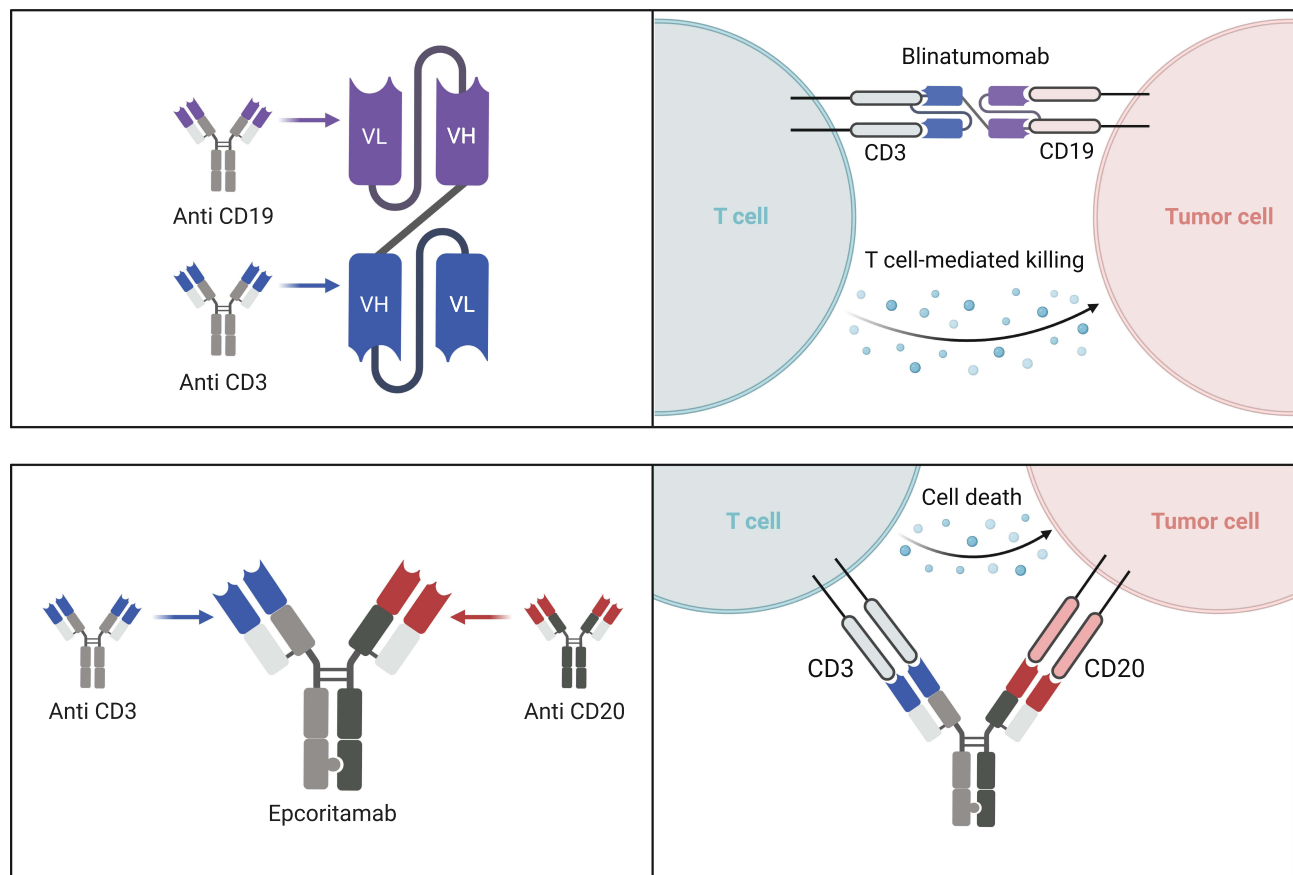 Anti CD19
VL
VH
Anti CD3
VH
VL
Blinatumomab
CD3
CD19
T cell
Tumor cell
T cell-mediated killing
Anti CD3
Epcoritamab
Anti CD20
Cell death
T cell
Tumor cell
CD3
CD20